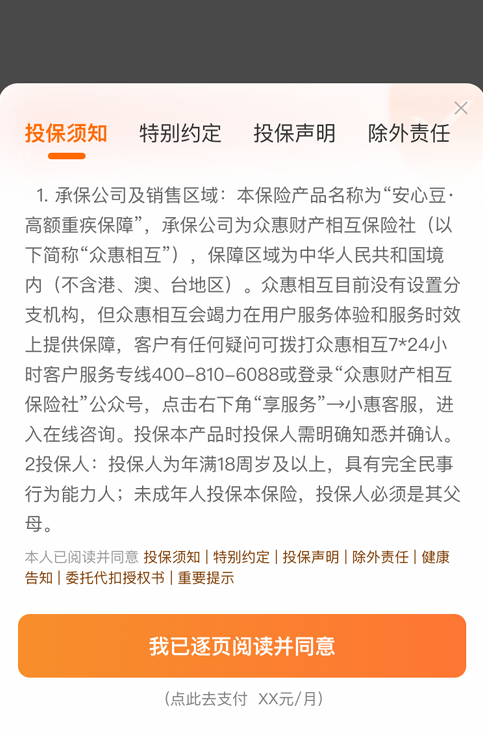 投保须知 特别约定 投保声明 除外责任
1. 承保公司及销售区域：本保险产品名称为“安心豆·
高额重疾保障”，承保公司为众惠财产相互保险社（以
下简称“众惠相互”），保障区域为中华人民共和国境
内（不含港、澳、台地区）。众惠相互目前没有设置分
支机构，但众惠相互会竭力在用户服务体验和服务时效
上提供保障，客户有任何疑问可拨打众惠相互7*24小
时客户服务专线400-810-6088或登录“众惠财产相互
保险社”公众号，点击右下角“享服务”→小惠客服，进
入在线咨询。投保本产品时投保人需明确知悉并确认。
2投保人：投保人为年满18周岁及以上，具有完全民事
行为能力人；未成年人投保本保险，投保人必须是其父
母。
本人已阅读并同意 投保须知 | 特别约定 | 投保声明 | 除外责任 | 健康
告知 | 委托代扣授权书 | 重要提示
我已逐页阅读并同意
(点此去支付 XX元/月)